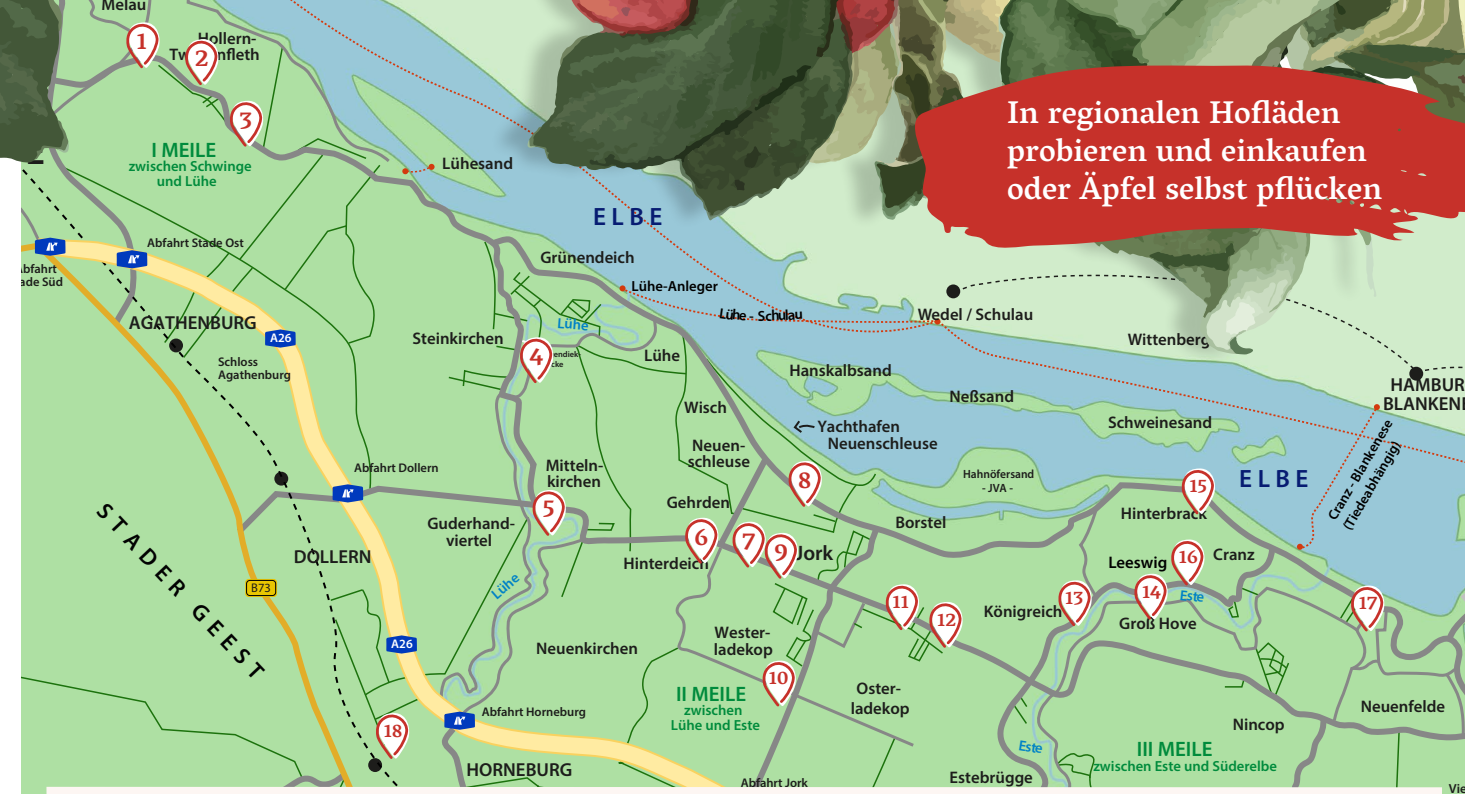 Melau
1
Hollern-
2
3
In regionalen Hofläden
probieren und einkaufen
oder Äpfel selbst pflücken
I MEILE
zwischen Schwinge
und Lühe
Lühesand
ELBE
Abfahrt Stade Ost
Grünendeich
Lühe-Anleger
Lühe - Schulau
Wedel / Schulau
Wittenberg
AGATHENBURG
A26
Schloss
Agathenburg
Steinkirchen
Lühe
4
Lühe
Hanskalbsand
Neßsand
Schweinesand
HAMBUR
BLANKEN
Cranz - Blankenese
(Tiedeabhängig)
Wisch
Yachthafen
Neuenschleuse
Neuen-
schleuse
ELBE
Hahnöfersand
- JVA -
Abfahrt Dollern
Mitteln-
kirchen
8
15
Hinterbrack
Gehrden
5
Guderhand-
viertel
Borstel
6
7
9
Jork
Hinterdeich
DOLLERN
16
Leeswig
Cranz
B73
Lühe
STADER GEEST
11
12
Königreich
13
14
Este
Groß Hove
17
A26
Neuenkirchen
Wester-
ladekop
10
II MEILE
zwischen
Lühe und Este
Oster-
ladekop
Abfahrt Horneburg
18
Neuenfelde
Nincop
Este
III MEILE
zwischen Este und Süderelbe
HORNEBURG
Abfahrt Jork
Estebrügge
Vie